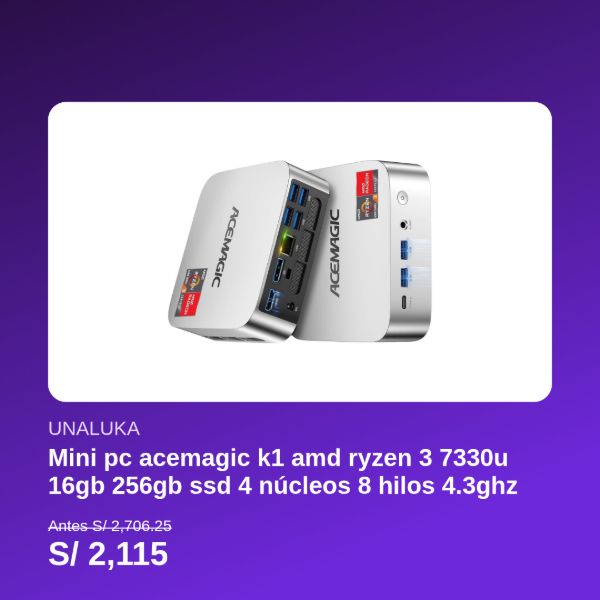 ACEMAGIC
ACEMAGIC
RYZEN
UNALUKA
Mini pc acemagic k1 amd ryzen 3 7330u
16gb 256gb ssd 4 núcleos 8 hilos 4.3ghz
Antes S/ 2,706.25
S/ 2,115